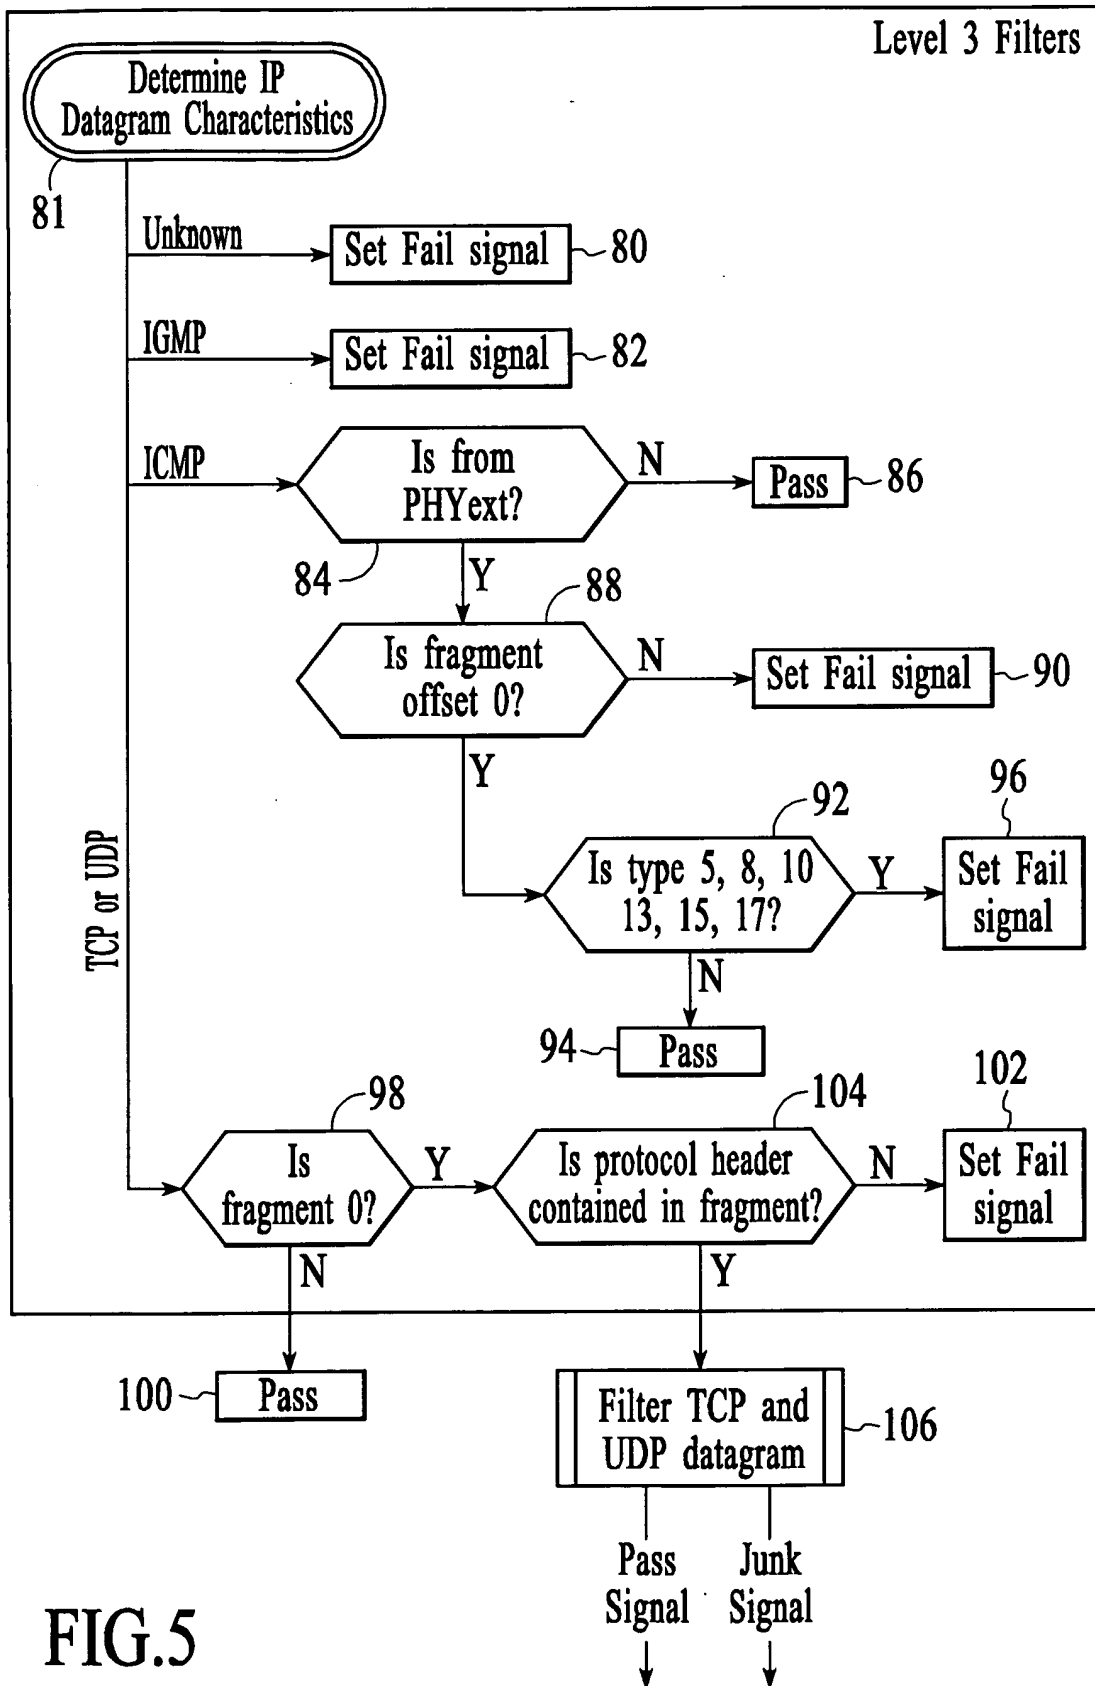 Level 3 Filters
Determine IP
Datagram Characteristics
81
Unknown
Set Fail signal
80
IGMP
Set Fail signal
82
ICMP
Is from
PHYext?
N
Pass
86
84
Y
88
Is fragment
offset 0?
N
Set Fail signal
90
Y
92
Is type 5, 8, 10
13, 15, 17?
Y
96
Set Fail
signal
N
94
Pass
TCP or UDP
98
Is
fragment 0?
Y
104
Is protocol header
contained in fragment?
N
102
Set Fail
signal
N
Y
100
Pass
Filter TCP and
UDP datagram
106
Pass
Signal
Junk
Signal
FIG.5